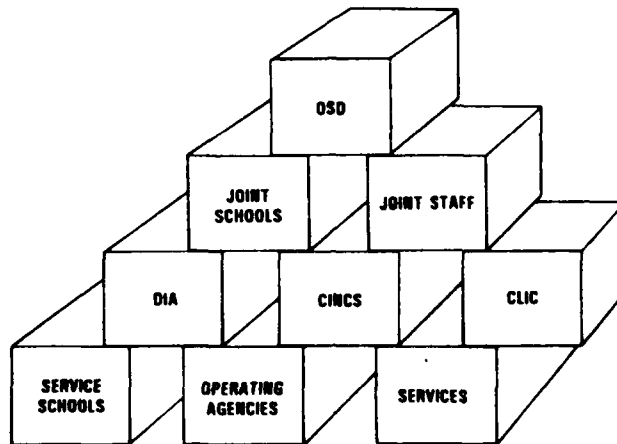 OSD
JOINT
SCHOOLS
JOINT STAFF
DIA
CINCS
CLIC
SERVICE
SCHOOLS
OPERATING
AGENCIES
SERVICES